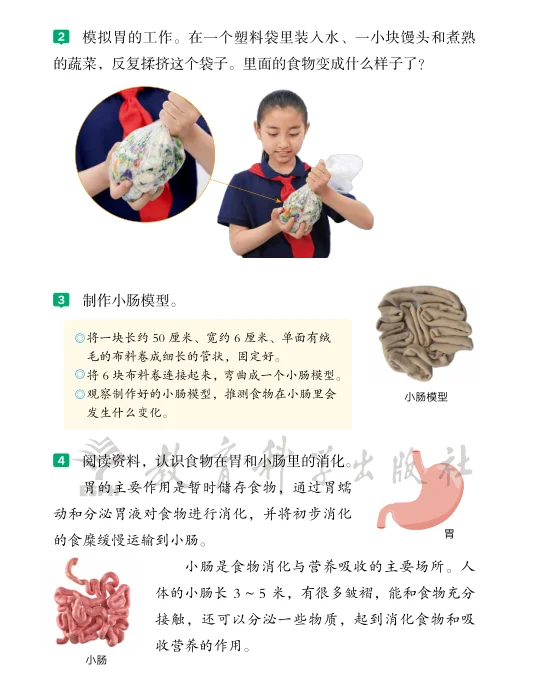 2 模拟胃的工作。在一个塑料袋里装入水、一小块馒头和煮熟
的蔬菜，反复揉挤这个袋子。里面的食物变成什么样子了？
3 制作小肠模型。
◎将一块长约 50 厘米、宽约 6 厘米、单面有绒
毛的布料卷成细长的管状，固定好。
◎将 6 块布料卷连接起来，弯曲成一个小肠模型。
◎观察制作好的小肠模型，推测食物在小肠里会
发生什么变化。
小肠模型
4 阅读资料，认识食物在胃和小肠里的消化。
教育科学出版社
胃的主要作用是暂时储存食物，通过胃蠕
动和分泌胃液对食物进行消化，并将初步消化
的食糜缓慢运输到小肠。
胃
小肠是食物消化与营养吸收的主要场所。人
体的小肠长 3 ~ 5 米，有很多皱褶，能和食物充分
接触，还可以分泌一些物质，起到消化食物和吸
收营养的作用。
小肠